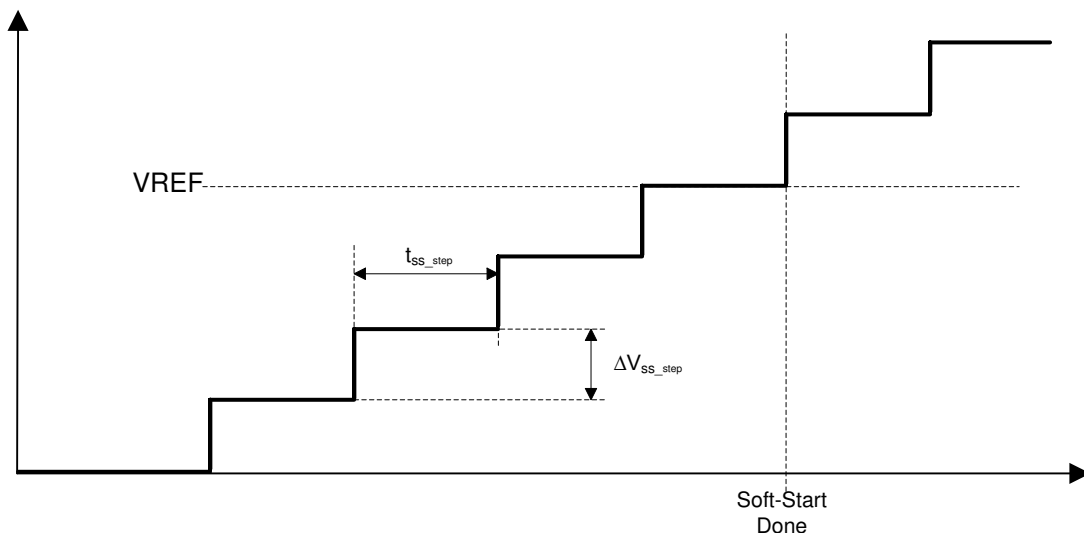 VREF
tss_step
ΔVss_step
Soft-Start
Done